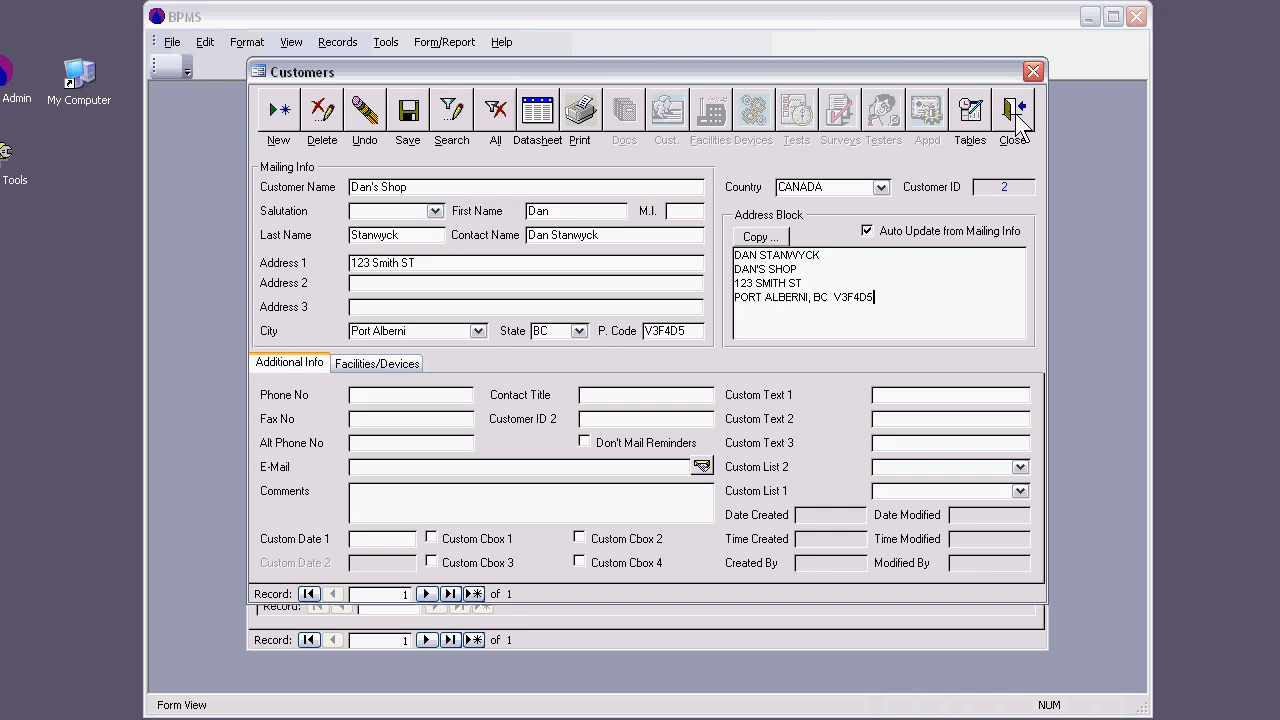 BPMS
File Edit Format View Records Tools Form/Report Help
Admin
My Computer
Tools
Customers
New Delete Undo Save Search All Datasheet Print Docs Cust. Facilities Devices Tests Surveys Testers Appd Tables Close
Mailing Info
Customer Name Dan's Shop
Country CANADA Customer ID 2
Salutation First Name Dan M.I.
Last Name Stanwyck Contact Name Dan Stanwyck
Address 1 123 Smith ST
Address 2
Address 3
City Port Alberni State BC P. Code V3F4D5
Address Block
Copy ... Auto Update from Mailing Info
DAN STANWYCK
DAN'S SHOP
123 SMITH ST
PORT ALBERNI, BC V3F4D5
Additional Info Facilities/Devices
Phone No Contact Title Custom Text 1
Fax No Customer ID 2 Custom Text 2
Alt Phone No Don't Mail Reminders Custom Text 3
E-Mail Custom List 2
Comments Custom List 1
Date Created Date Modified
Custom Date 1 Custom Cbox 1 Custom Cbox 2 Time Created Time Modified
Custom Date 2 Custom Cbox 3 Custom Cbox 4 Created By Modified By
Record: 1 of 1
Record:
Record: 1 of 1
Form View NUM